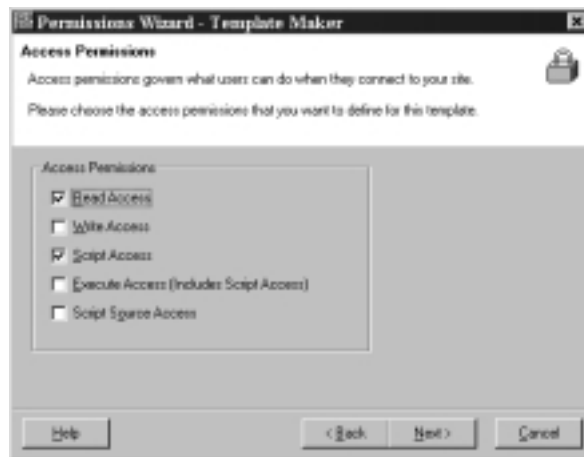 Permissions Wizard - Template Maker
Access Permissions
Access permissions govern what users can do when they connect to your site.
Please choose the access permissions that you want to define for this template.
Access Permissions
Read Access
Write Access
Script Access
Execute Access (Includes Script Access)
Script Source Access
Help
< Back
Next >
Cancel